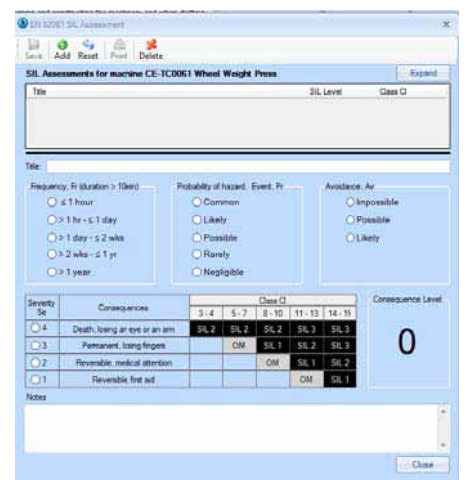 EN 62061 SIL Assessment
Save Add Reset Print Delete
SIL Assessments for machine CE-TC0061 Wheel Weight Press
Expand
Title SIL Level Class Cl
Title:
Frequency, Fr (duration > 10min)
≤ 1 hour
> 1 hr - ≤ 1 day
> 1 day - ≤ 2 wks
> 2 wks - ≤ 1 yr
> 1 year
Probability of hazard. Event, Pr
Common
Likely
Possible
Rarely
Negligible
Avoidance, Av
Impossible
Possible
Likely
Severity Se Consequences Class Cl
3 - 4 5 - 7 8 - 10 11 - 13 14 - 15
4 Death, losing an eye or an arm SIL 2 SIL 2 SIL 2 SIL 3 SIL 3
3 Permanent, losing fingers OM SIL 1 SIL 2 SIL 3
2 Reversible, medical attention OM SIL 1 SIL 2
1 Reversible, first aid OM SIL 1
Consequence Level
0
Notes
Close